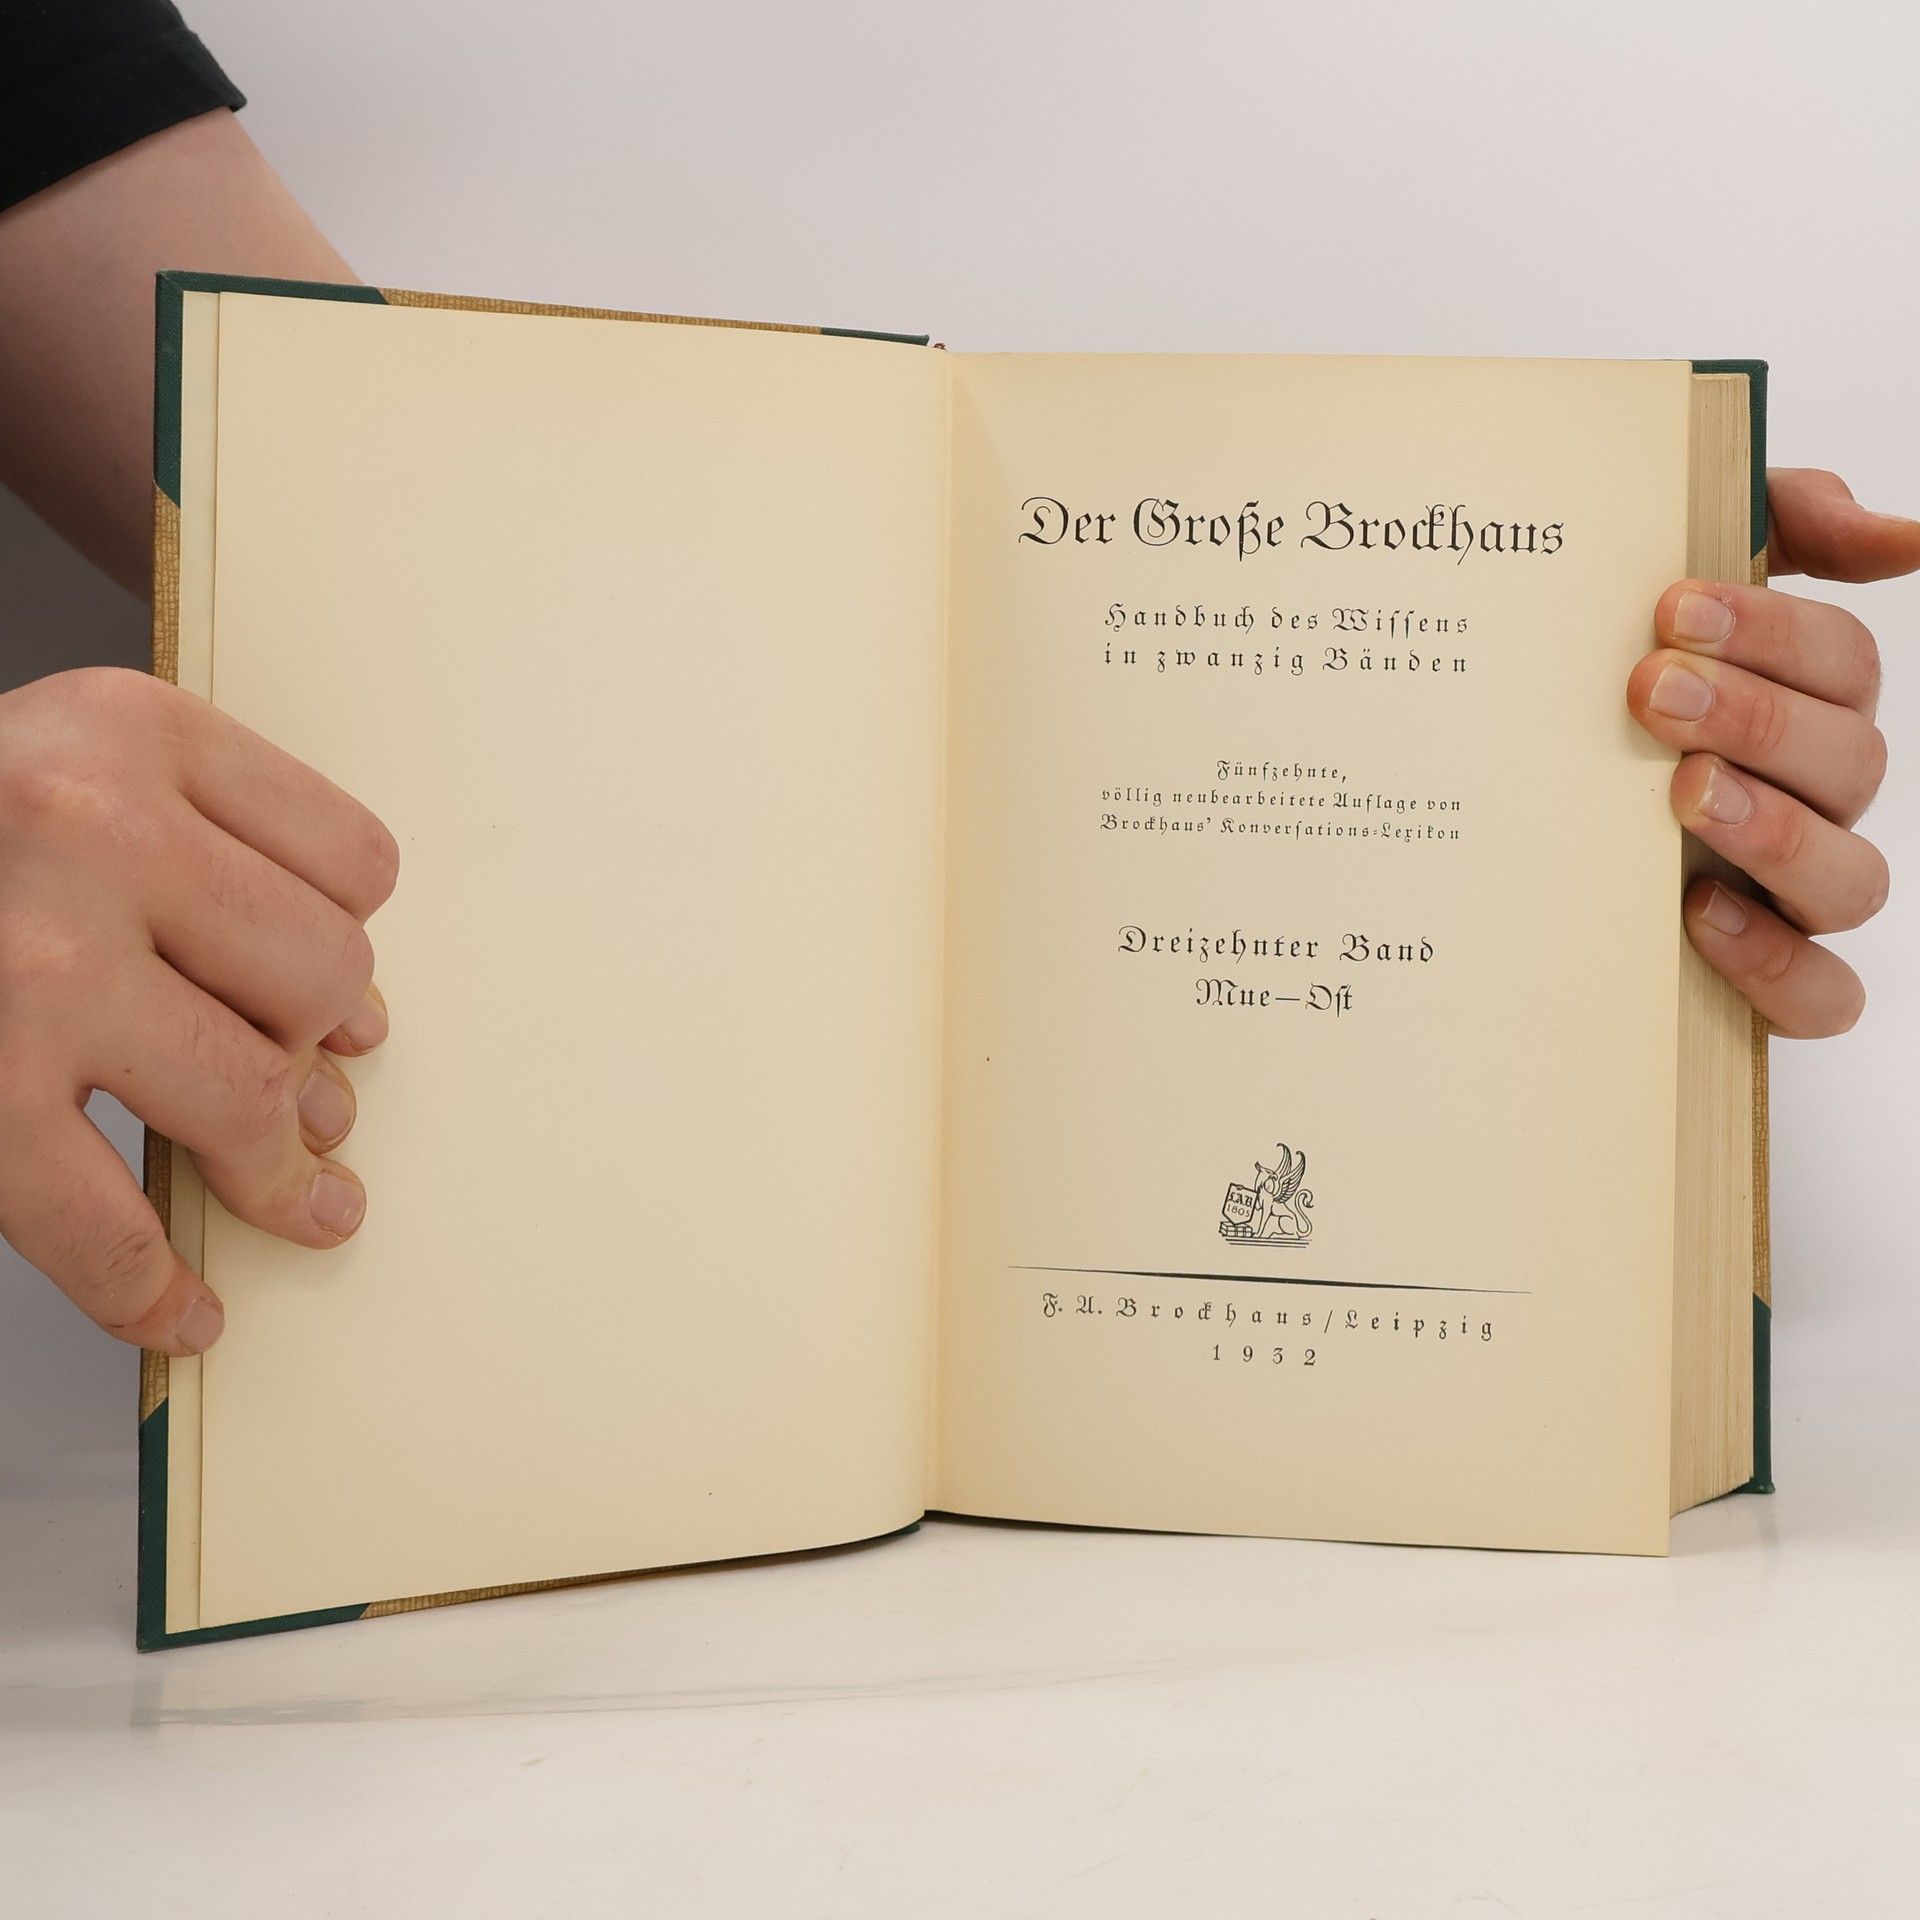 Der Große Brockhaus
Handbuch des Wissens
in zwanzig Bänden
Fünfzehnte,
völlig neubearbeitete Auflage von
Brockhaus' Konversations-Lexikon
Dreizehnter Band
Mue—Ost
FAB
1805
F. A. Brockhaus/Leipzig
1932